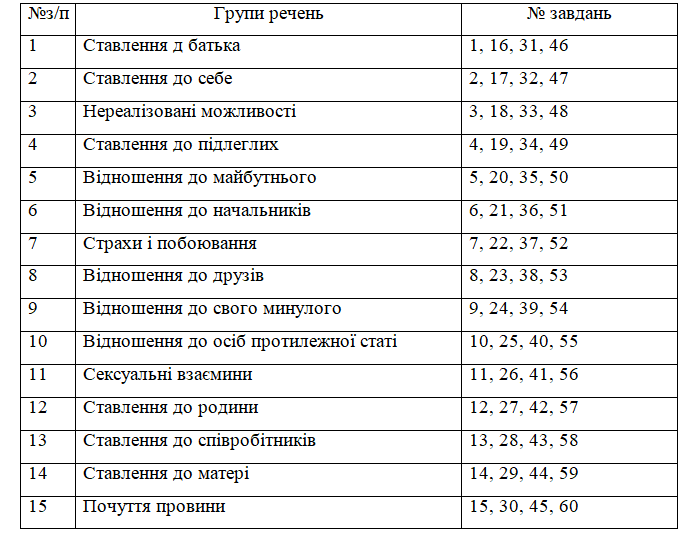 №з/п Групи речень № завдань
1 Ставлення д батька 1, 16, 31, 46
2 Ставлення до себе 2, 17, 32, 47
3 Нереалізовані можливості 3, 18, 33, 48
4 Ставлення до підлеглих 4, 19, 34, 49
5 Відношення до майбутнього 5, 20, 35, 50
6 Відношення до начальників 6, 21, 36, 51
7 Страхи і побоювання 7, 22, 37, 52
8 Відношення до друзів 8, 23, 38, 53
9 Відношення до свого минулого 9, 24, 39, 54
10 Відношення до осіб протилежної статі 10, 25, 40, 55
11 Сексуальні взаємини 11, 26, 41, 56
12 Ставлення до родини 12, 27, 42, 57
13 Ставлення до співробітників 13, 28, 43, 58
14 Ставлення до матері 14, 29, 44, 59
15 Почуття провини 15, 30, 45, 60